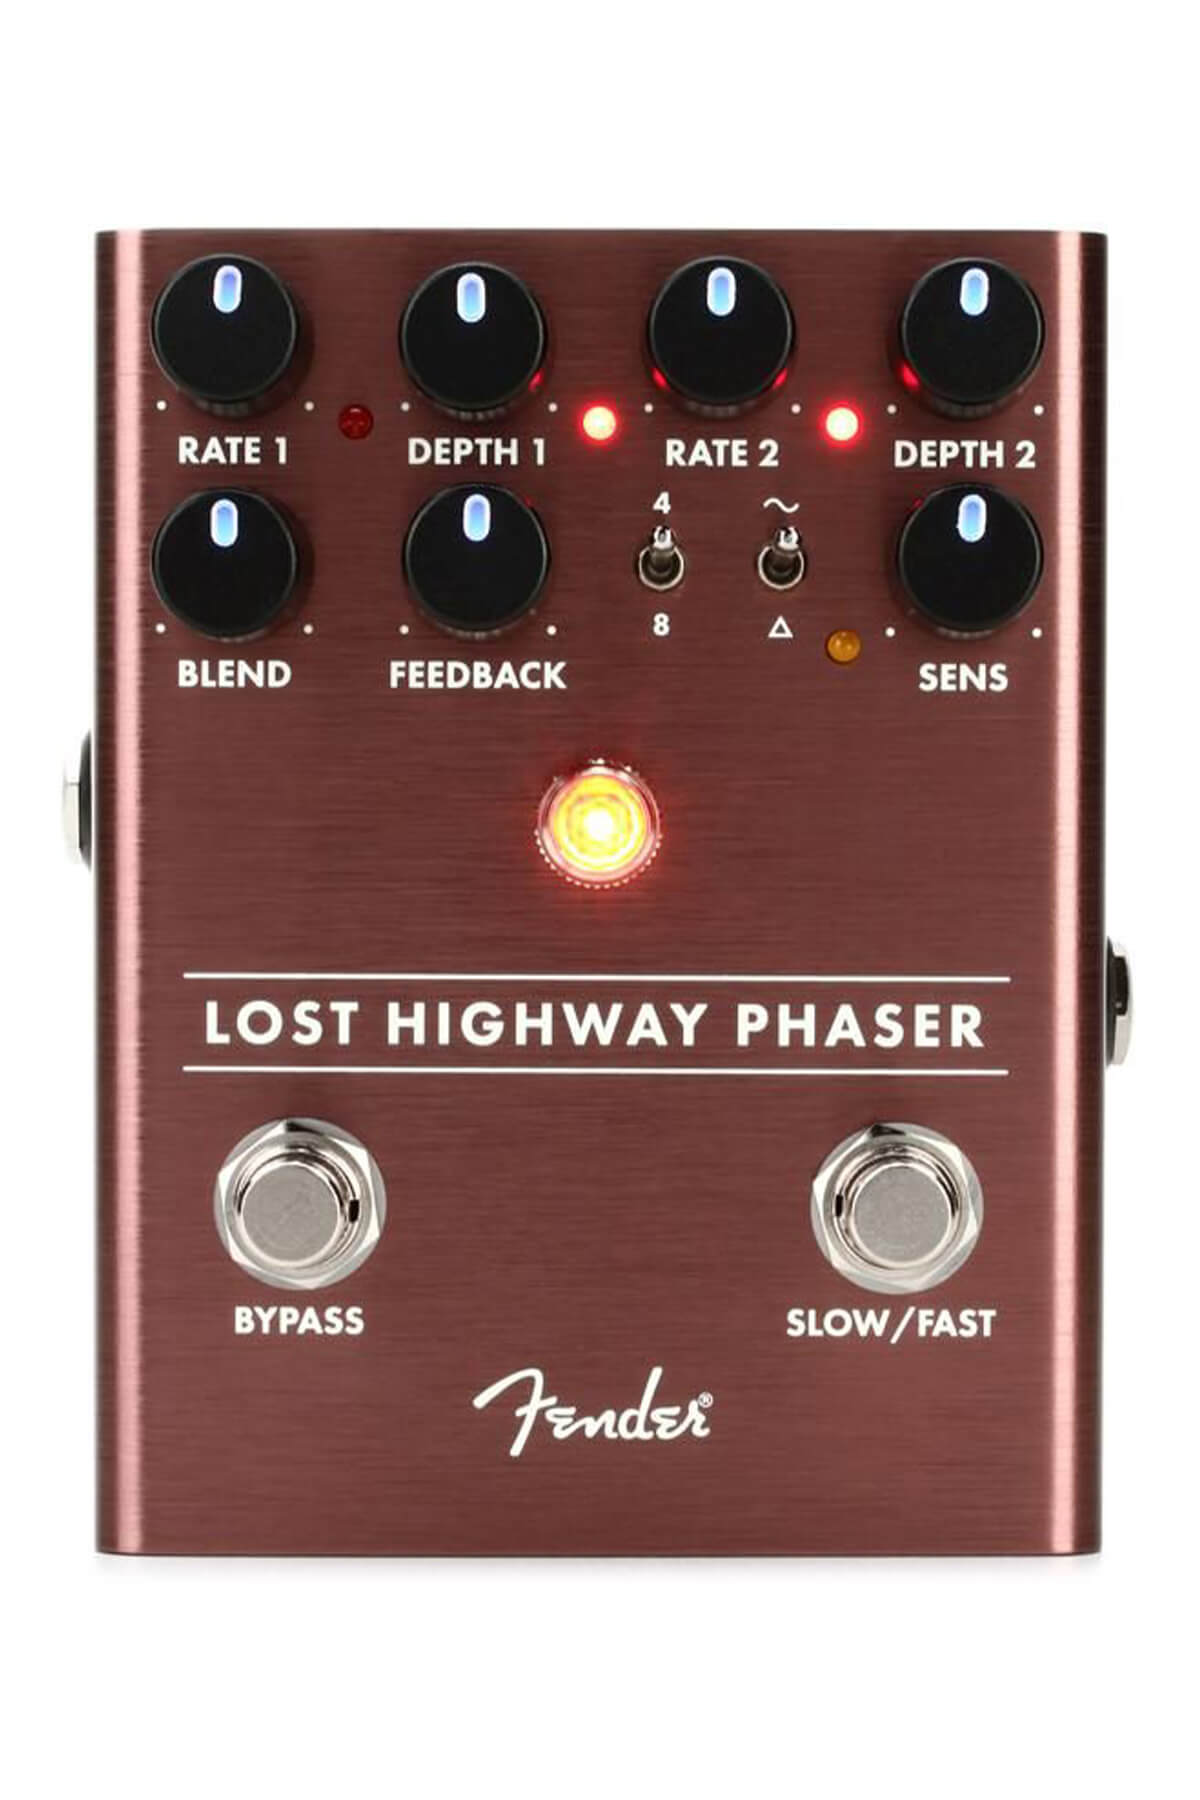 RATE 1 DEPTH 1 RATE 2 DEPTH 2
4
8
BLEND FEEDBACK SENS
LOST HIGHWAY PHASER
BYPASS SLOW/FAST
Fender®